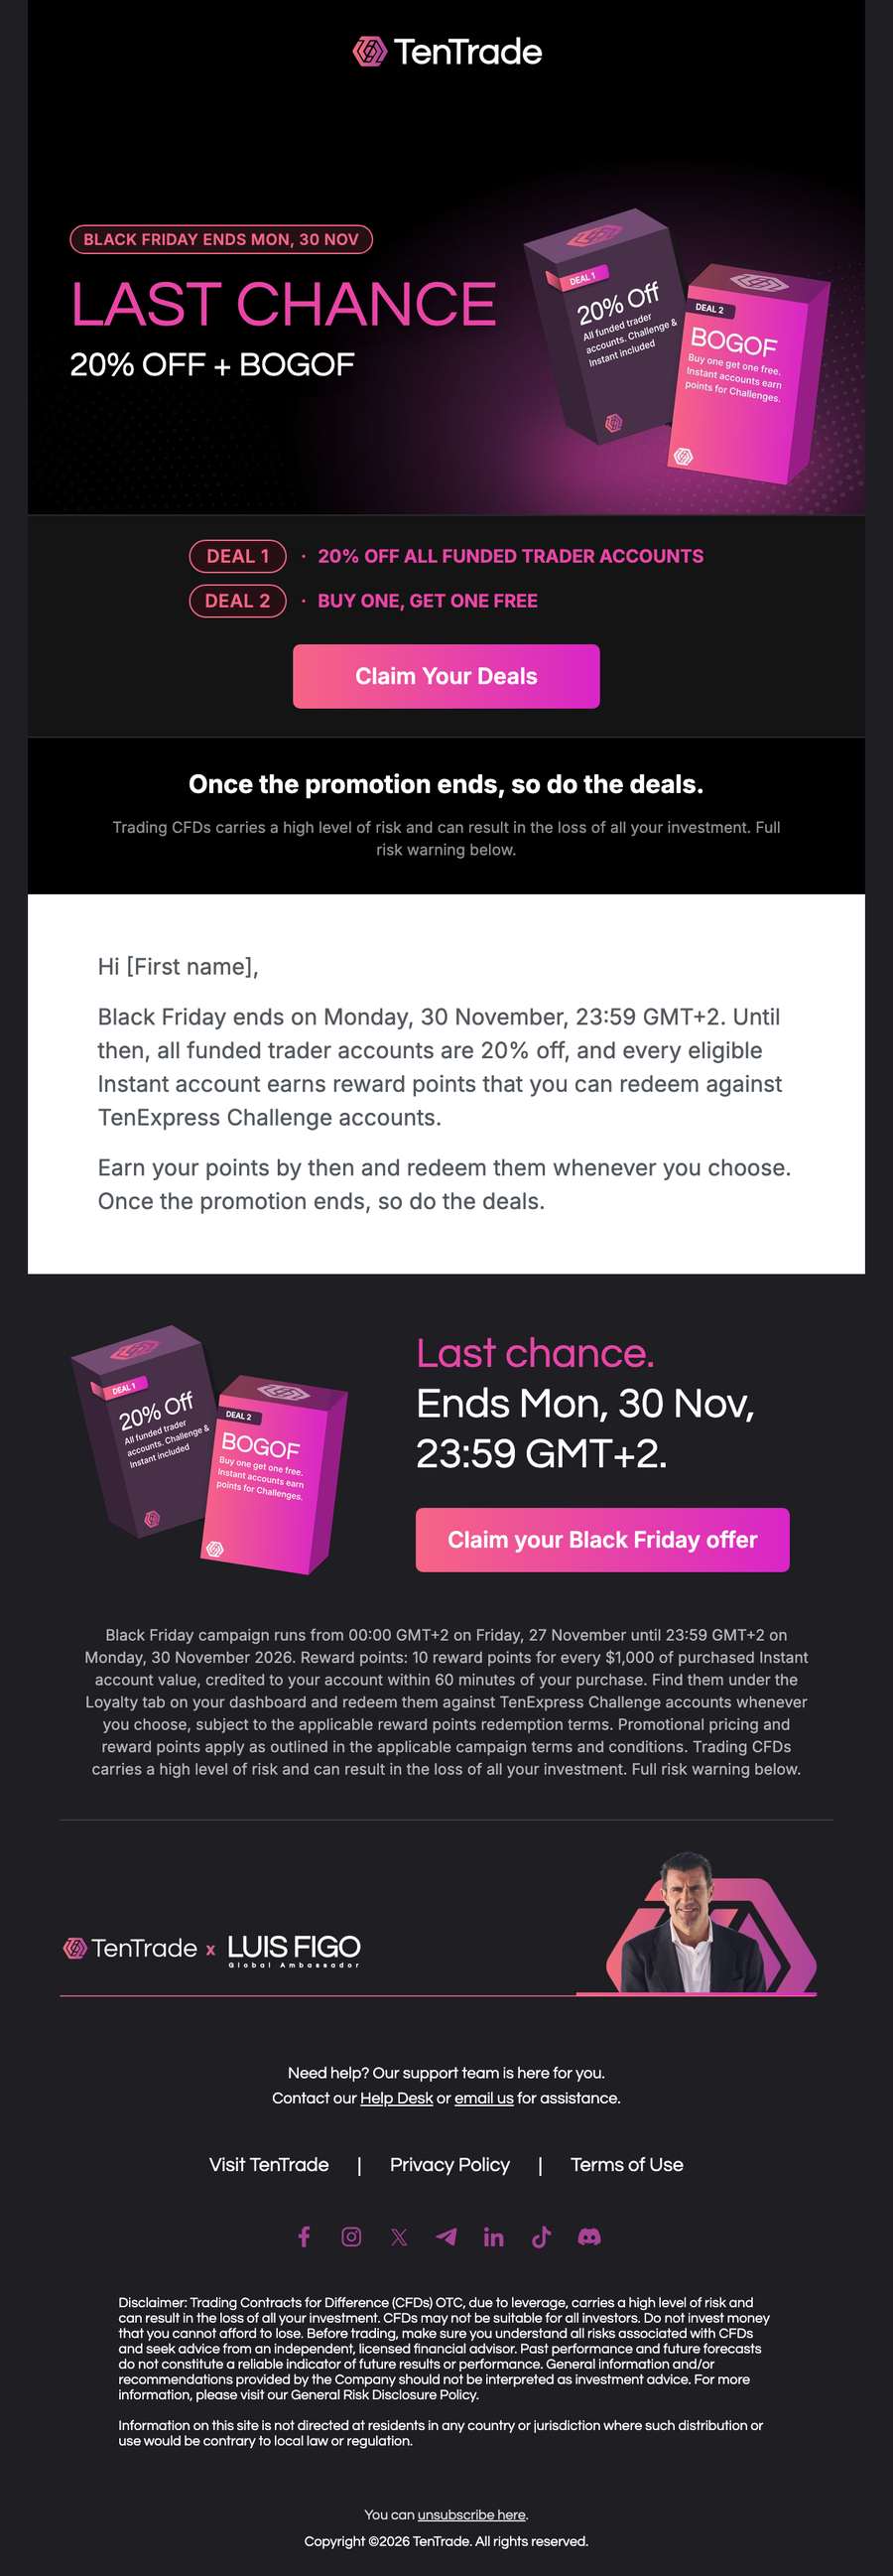 TenTrade
BLACK FRIDAY ENDS MON, 30 NOV
LAST CHANCE
20% OFF + BOGOF
DEAL 1
20% Off
All funded trader
accounts. Challenge &
Instant included
DEAL 2
BOGOF
Buy one get one free.
Instant accounts earn
points for Challenges.
DEAL 1 · 20% OFF ALL FUNDED TRADER ACCOUNTS
DEAL 2 · BUY ONE, GET ONE FREE
Claim Your Deals
Once the promotion ends, so do the deals.
Trading CFDs carries a high level of risk and can result in the loss of all your investment. Full
risk warning below.
Hi [First name],
Black Friday ends on Monday, 30 November, 23:59 GMT+2. Until
then, all funded trader accounts are 20% off, and every eligible
Instant account earns reward points that you can redeem against
TenExpress Challenge accounts.
Earn your points by then and redeem them whenever you choose.
Once the promotion ends, so do the deals.
DEAL 1
20% Off
All funded trader
accounts. Challenge &
Instant included
DEAL 2
BOGOF
Buy one get one free.
Instant accounts earn
points for Challenges.
Last chance.
Ends Mon, 30 Nov,
23:59 GMT+2.
Claim your Black Friday offer
Black Friday campaign runs from 00:00 GMT+2 on Friday, 27 November until 23:59 GMT+2 on
Monday, 30 November 2026. Reward points: 10 reward points for every $1,000 of purchased Instant
account value, credited to your account within 60 minutes of your purchase. Find them under the
Loyalty tab on your dashboard and redeem them against TenExpress Challenge accounts whenever
you choose, subject to the applicable reward points redemption terms. Promotional pricing and
reward points apply as outlined in the applicable campaign terms and conditions. Trading CFDs
carries a high level of risk and can result in the loss of all your investment. Full risk warning below.
TenTrade x LUIS FIGO
Global Ambassador
Need help? Our support team is here for you.
Contact our Help Desk or email us for assistance.
Visit TenTrade | Privacy Policy | Terms of Use
Disclaimer: Trading Contracts for Difference (CFDs) OTC, due to leverage, carries a high level of risk and
can result in the loss of all your investment. CFDs may not be suitable for all investors. Do not invest money
that you cannot afford to lose. Before trading, make sure you understand all risks associated with CFDs
and seek advice from an independent, licensed financial advisor. Past performance and future forecasts
do not constitute a reliable indicator of future results or performance. General information and/or
recommendations provided by the Company should not be interpreted as investment advice. For more
information, please visit our General Risk Disclosure Policy.
Information on this site is not directed at residents in any country or jurisdiction where such distribution or
use would be contrary to local law or regulation.
You can unsubscribe here.
Copyright ©2026 TenTrade. All rights reserved.